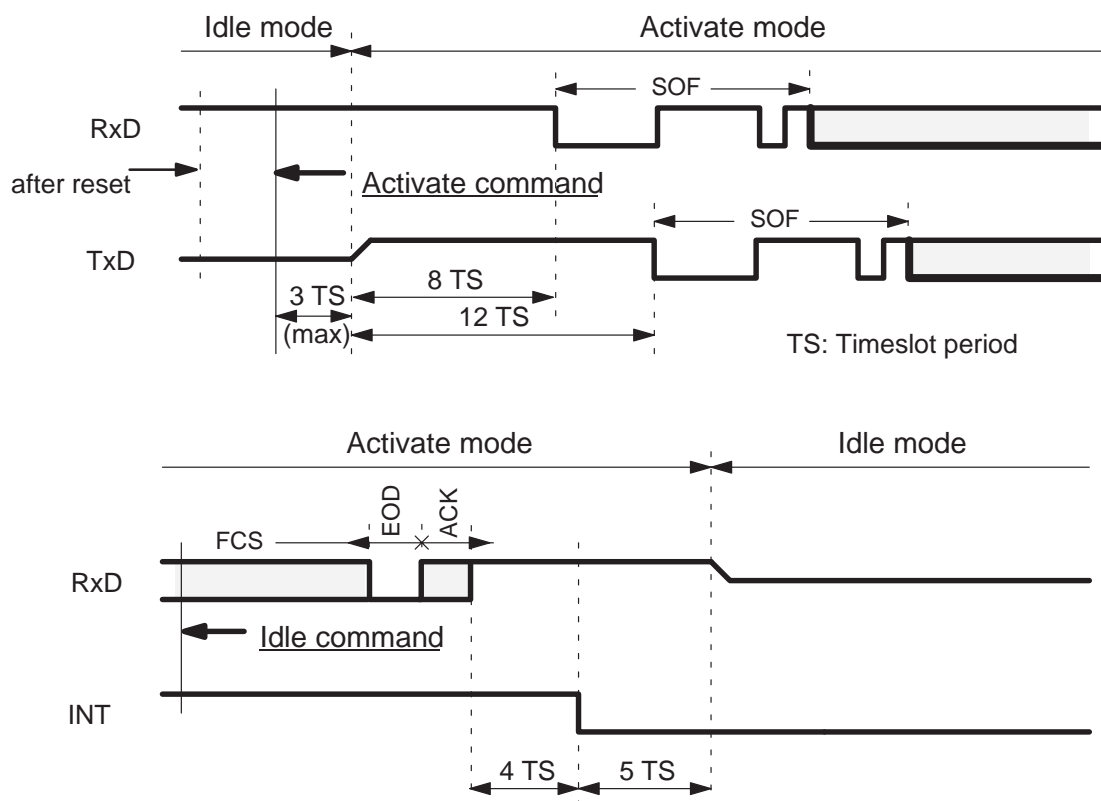 Idle mode
Activate mode
SOF
RxD
after reset
Activate command
SOF
TxD
8 TS
3 TS
(max)
12 TS
TS: Timeslot period
Activate mode
Idle mode
EOD
ACK
FCS
RxD
Idle command
INT
4 TS
5 TS